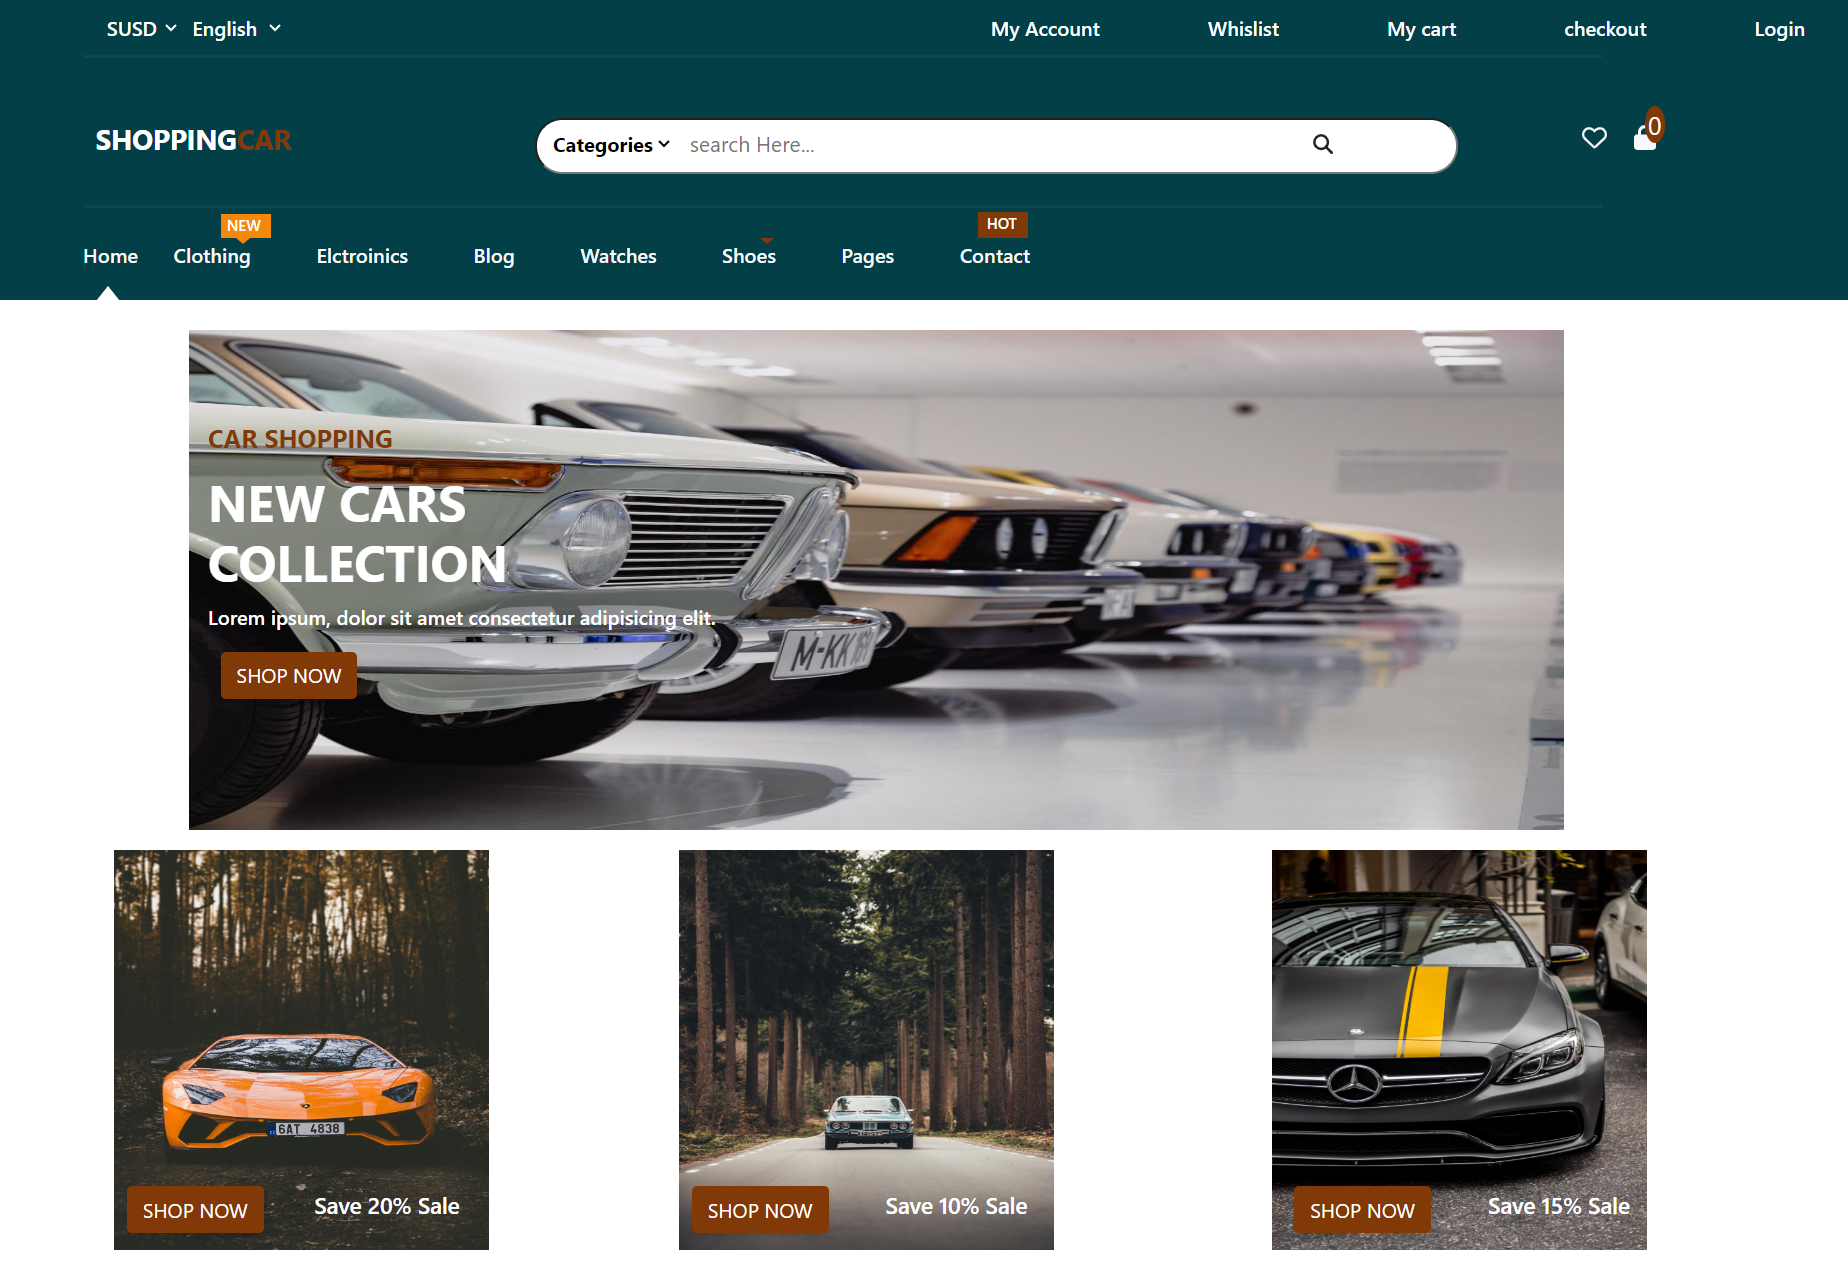 SUSD English My Account Whislist My cart checkout Login
SHOPPINGCAR Categories search Here... 0
NEW HOT
Home Clothing Elctroinics Blog Watches Shoes Pages Contact
CAR SHOPPING
NEW CARS
COLLECTION
Lorem ipsum, dolor sit amet consectetur adipisicing elit.
SHOP NOW
6AT 4838
SHOP NOW Save 20% Sale
SHOP NOW Save 10% Sale
SHOP NOW Save 15% Sale